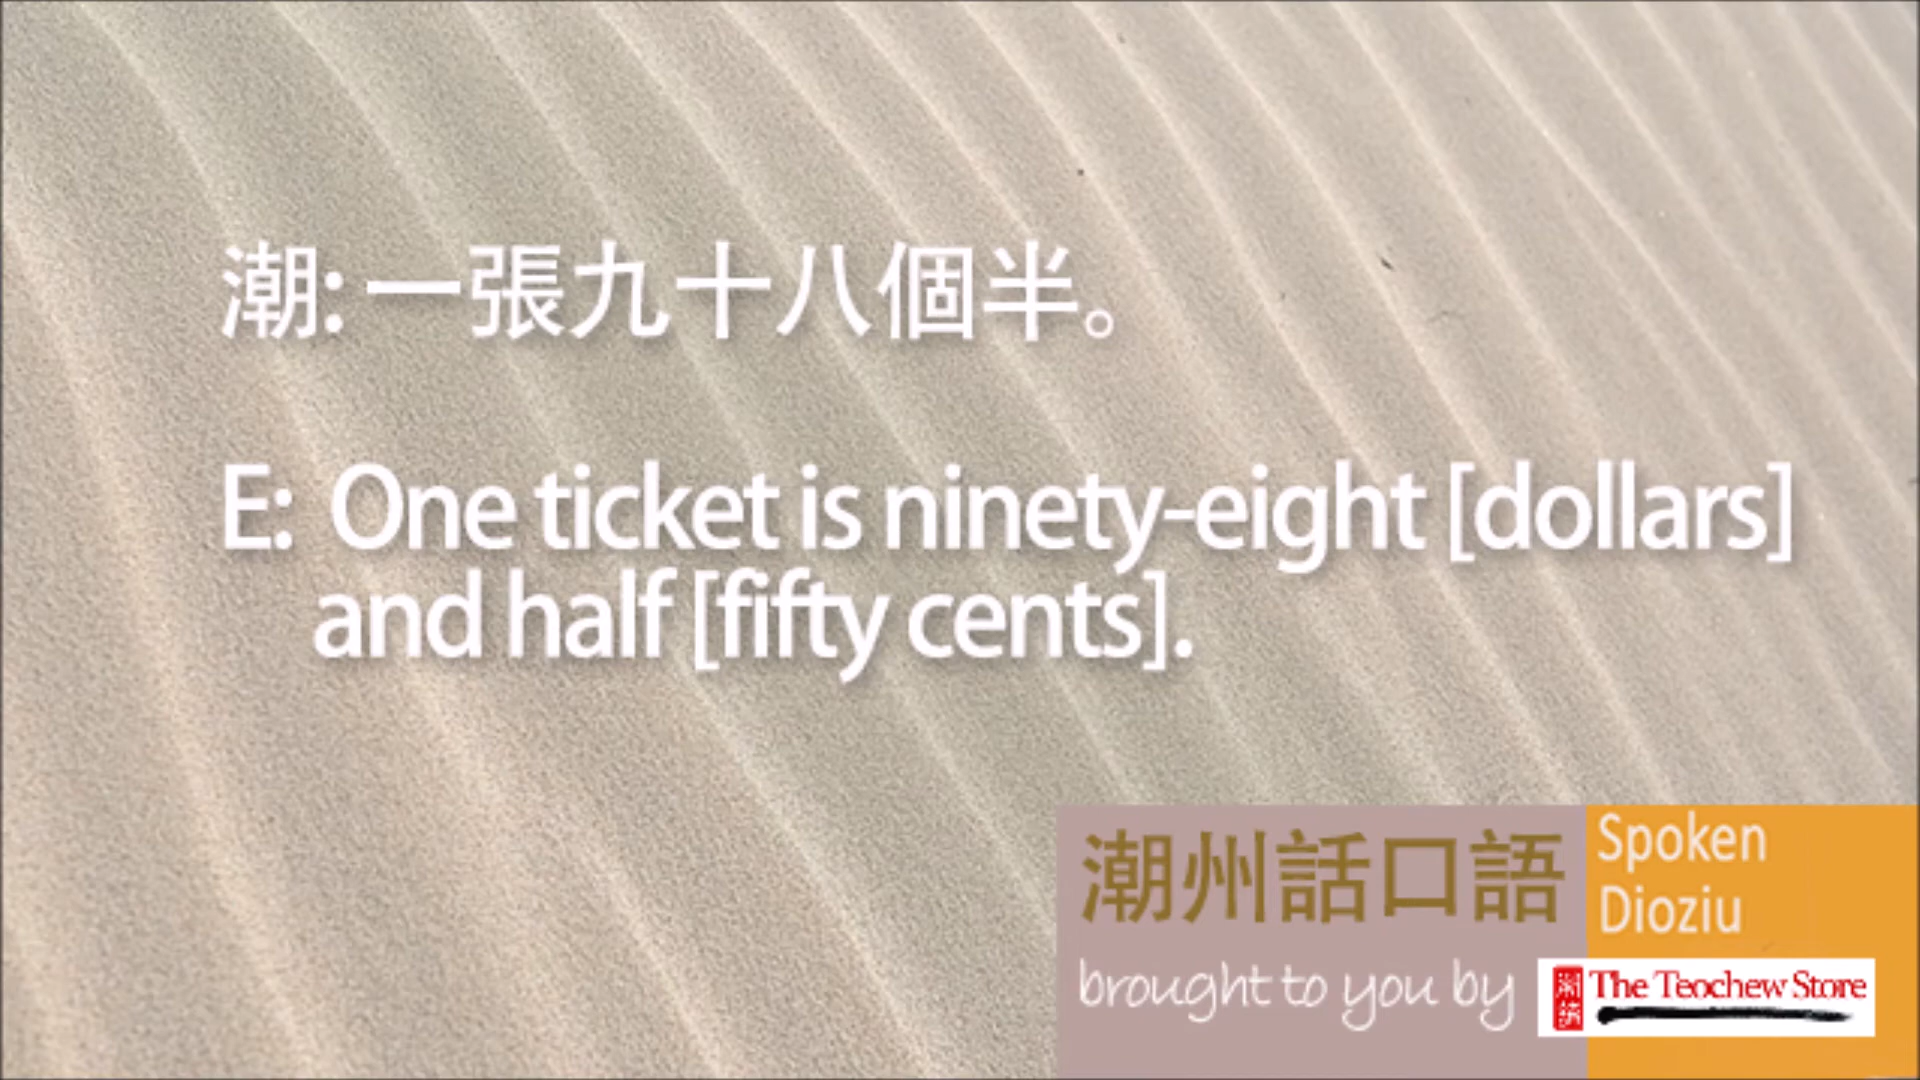 潮: 一張九十八個半。
E: One ticket is ninety-eight [dollars]
and half [fifty cents].
潮州話口語
Spoken
Dioziu
brought to you by
The Teochew Store